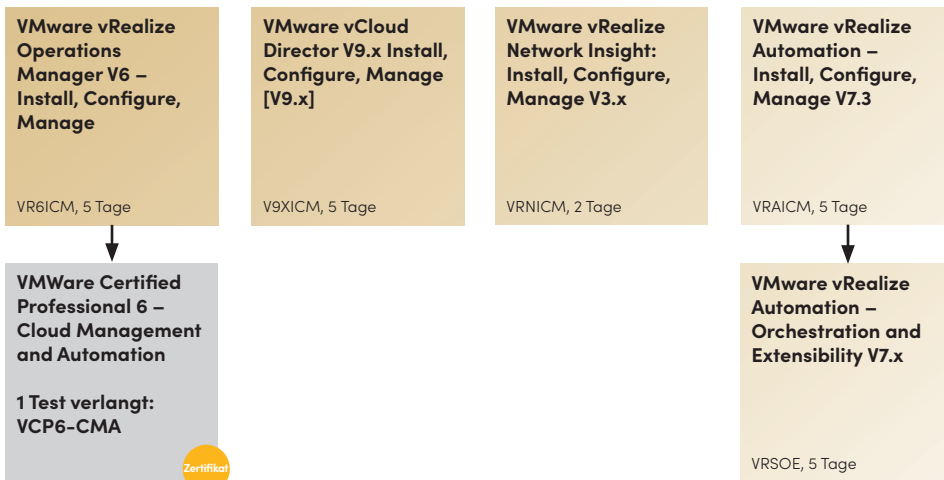 VMware vRealize
Operations
Manager V6 –
Install, Configure,
Manage
VR6ICM, 5 Tage
VMware vCloud
Director V9.x Install,
Configure, Manage
[V9.x]
V9XICM, 5 Tage
VMware vRealize
Network Insight:
Install, Configure,
Manage V3.x
VRNICM, 2 Tage
VMware vRealize
Automation –
Install, Configure,
Manage V7.3
VRAICM, 5 Tage
VMWare Certified
Professional 6 –
Cloud Management
and Automation
1 Test verlangt:
VCP6-CMA
Zertifikat
VMware vRealize
Automation –
Orchestration and
Extensibility V7.x
VRSOE, 5 Tage